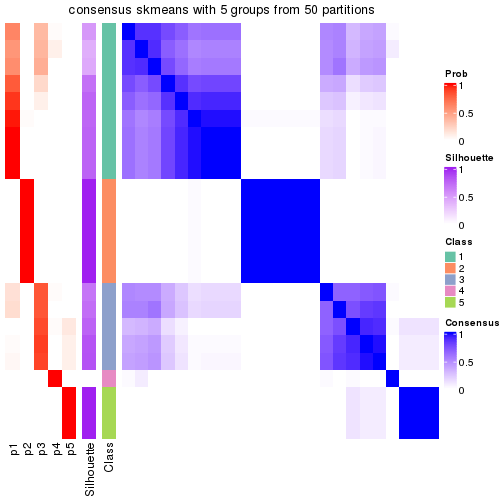 consensus skmeans with 5 groups from 50 partitions
Prob
1
0.5
0
Silhouette
1
0.5
0
Class
1
2
3
4
5
Consensus
1
0.5
0
p1
p2
p3
p4
p5
Silhouette
Class